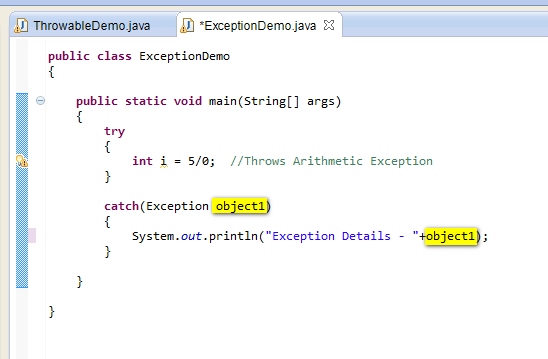 ThrowableDemo.java *ExceptionDemo.java
public class ExceptionDemo
{
public static void main(String[] args)
{
try
{
int i = 5/0;  //Throws Arithmetic Exception
}
catch(Exception object1)
{
System.out.println("Exception Details - "+object1);
}
}
}